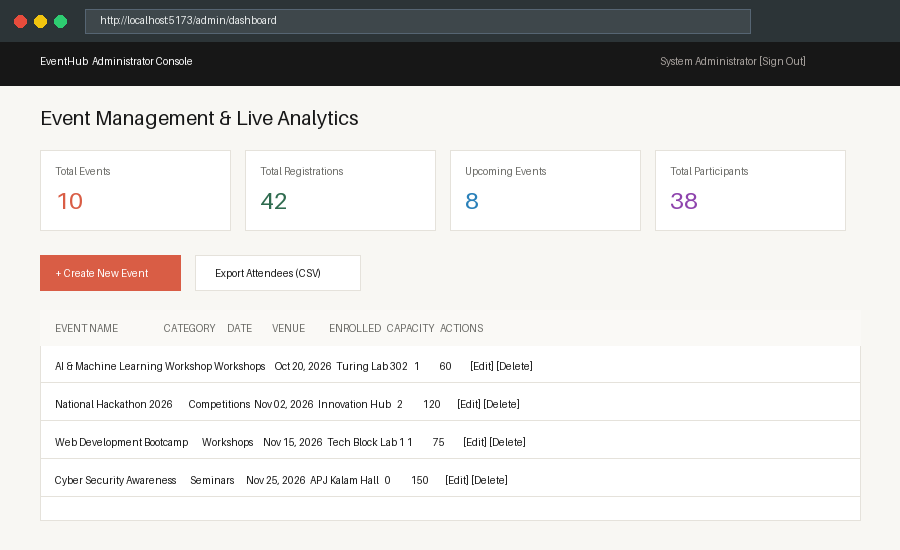 http://localhost:5173/admin/dashboard
EventHub Administrator Console System Administrator [Sign Out]
Event Management & Live Analytics
Total Events Total Registrations Upcoming Events Total Participants
10 42 8 38
+ Create New Event Export Attendees (CSV)
EVENT NAME CATEGORY DATE VENUE ENROLLED CAPACITY ACTIONS
AI & Machine Learning Workshop Workshops Oct 20, 2026 Turing Lab 302 1 60 [Edit] [Delete]
National Hackathon 2026 Competitions Nov 02, 2026 Innovation Hub 2 120 [Edit] [Delete]
Web Development Bootcamp Workshops Nov 15, 2026 Tech Block Lab 1 1 75 [Edit] [Delete]
Cyber Security Awareness Seminars Nov 25, 2026 APJ Kalam Hall 0 150 [Edit] [Delete]